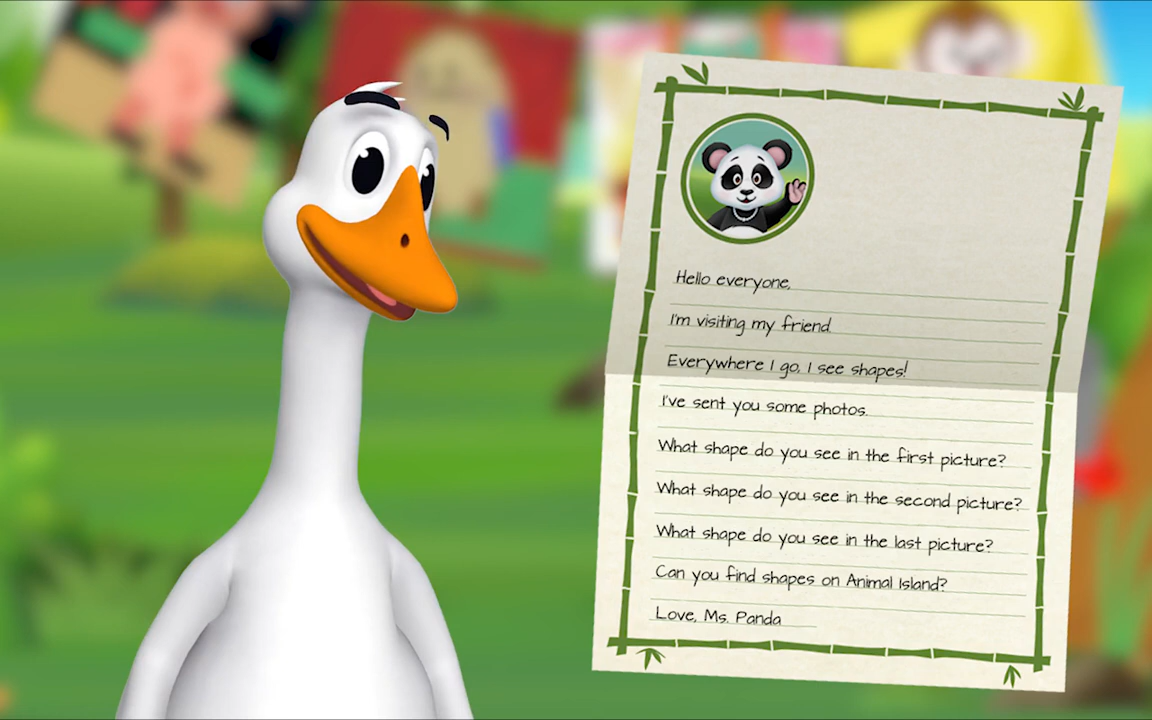 Hello everyone,
I'm visiting my friend.
Everywhere I go, I see shapes!
I've sent you some photos.
What shape do you see in the first picture?
What shape do you see in the second picture?
What shape do you see in the last picture?
Can you find shapes on Animal Island?
Love, Ms. Panda